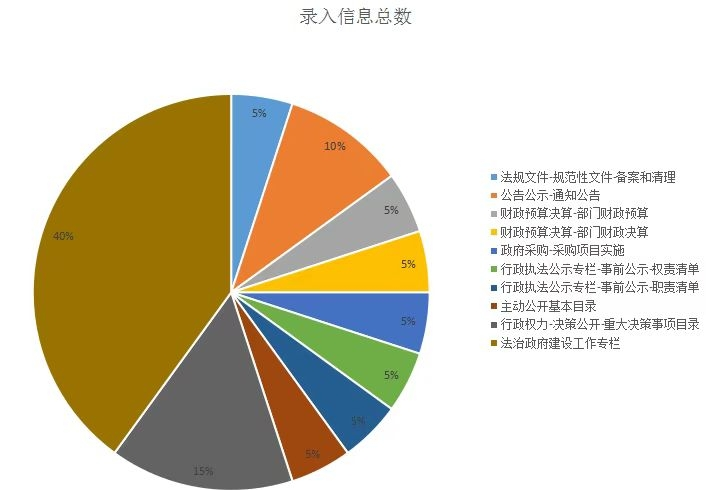 录入信息总数
5%
10%
5%
5%
5%
5%
5%
5%
15%
40%
法规文件-规范性文件-备案和清理
公告公示-通知公告
财政预算决算-部门财政预算
财政预算决算-部门财政决算
政府采购-采购项目实施
行政执法公示专栏-事前公示-权责清单
行政执法公示专栏-事前公示-职责清单
主动公开基本目录
行政权力-决策公开-重大决策事项目录
法治政府建设工作专栏